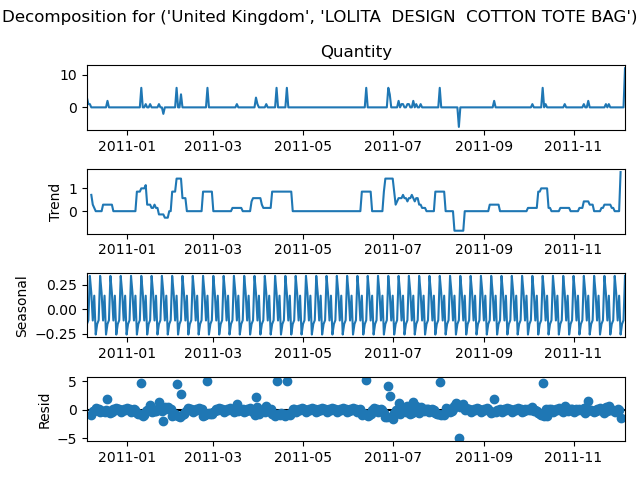 Decomposition for ('United Kingdom', 'LOLITA  DESIGN  COTTON TOTE BAG')
Quantity
10
0
2011-01 2011-03 2011-05 2011-07 2011-09 2011-11
Trend
1
0
2011-01 2011-03 2011-05 2011-07 2011-09 2011-11
Seasonal
0.25
0.00
−0.25
2011-01 2011-03 2011-05 2011-07 2011-09 2011-11
Resid
5
0
−5
2011-01 2011-03 2011-05 2011-07 2011-09 2011-11